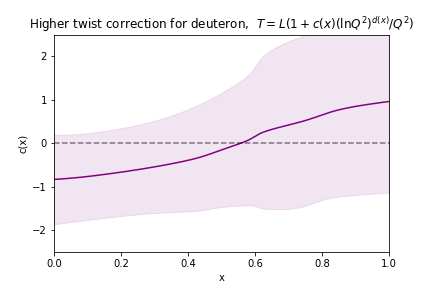 Higher twist correction for deuteron, T = L(1 + c(x)(lnQ²)^{d(x)}/Q²)
2
1
0
−1
−2
c(x)
0.0 0.2 0.4 0.6 0.8 1.0
x